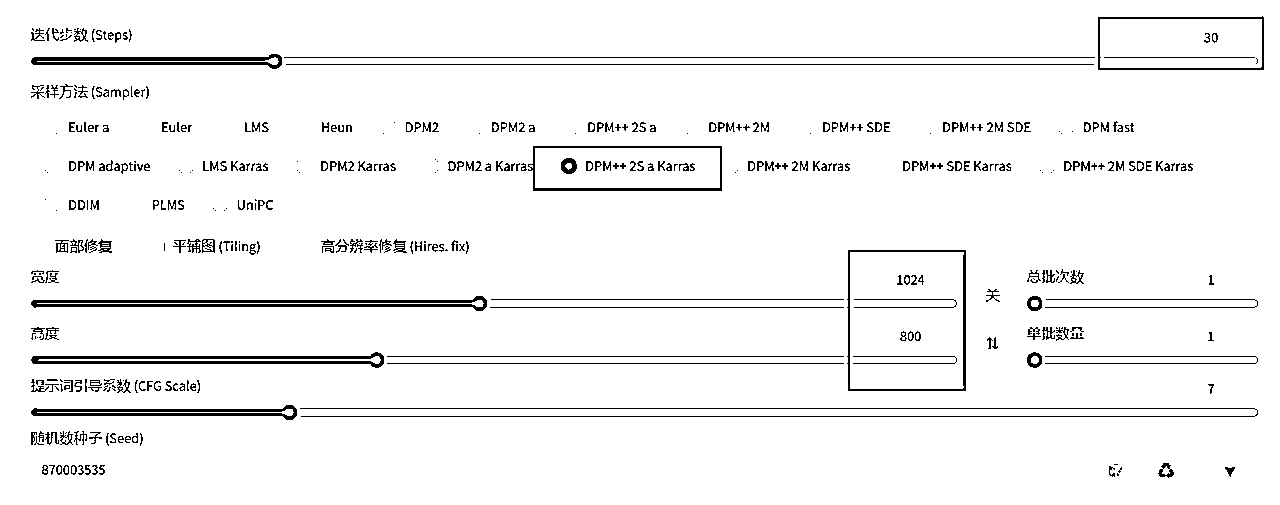 迭代步数 (Steps) 30
采样方法 (Sampler)
Euler a Euler LMS Heun DPM2 DPM2 a DPM++ 2S a DPM++ 2M DPM++ SDE DPM++ 2M SDE DPM fast
DPM adaptive LMS Karras DPM2 Karras DPM2 a Karras DPM++ 2S a Karras DPM++ 2M Karras DPM++ SDE Karras DPM++ 2M SDE Karras
DDIM PLMS UniPC
面部修复 平铺图 (Tiling) 高分辨率修复 (Hires. fix)
宽度 1024 关 总批次数 1
高度 800 ⇅ 单批数量 1
提示词引导系数 (CFG Scale) 7
随机数种子 (Seed)
870003535